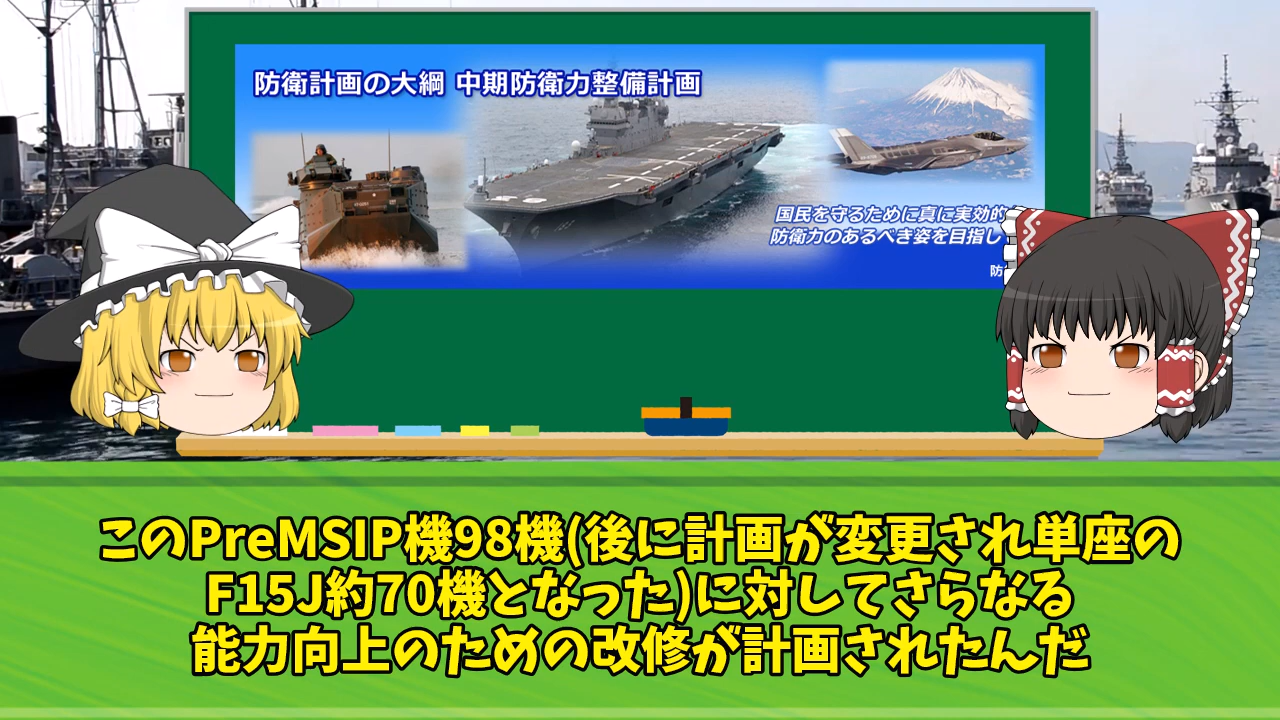 防衛計画の大綱 中期防衛力整備計画
国民を守るために真に実効的
防衛力のあるべき姿を目指し
防
このPreMSIP機98機(後に計画が変更され単座の
F15J約70機となった)に対してさらなる
能力向上のための改修が計画されたんだ